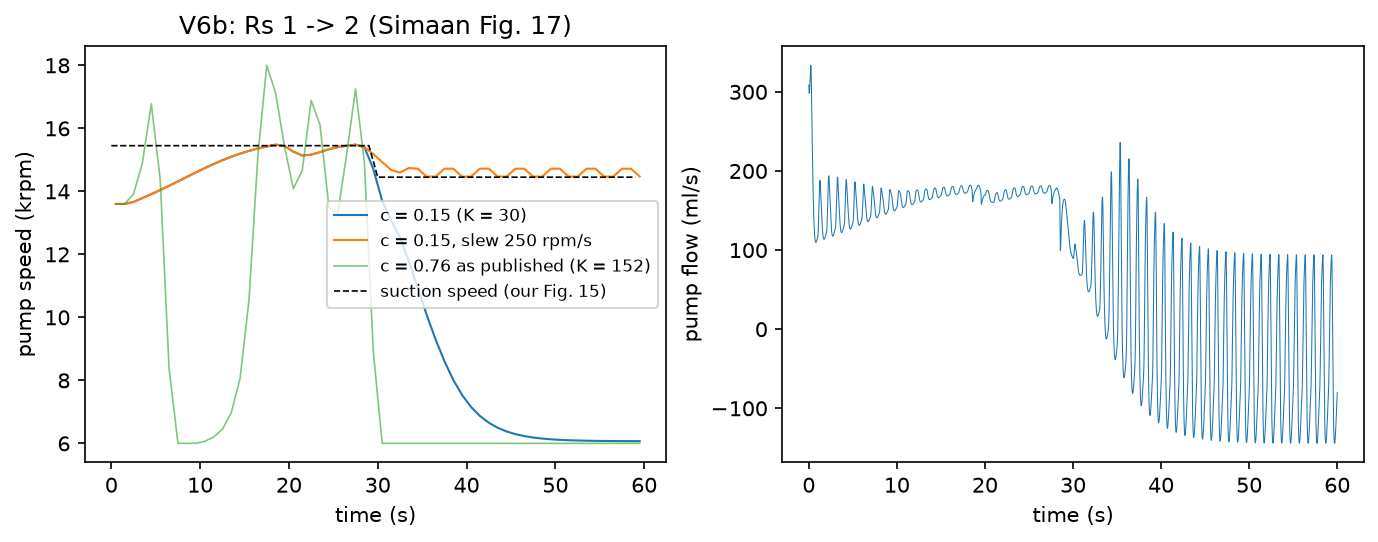 V6b: Rs 1 -> 2 (Simaan Fig. 17)
pump speed (krpm)
18
16
14
12
10
8
6
c = 0.15 (K = 30)
c = 0.15, slew 250 rpm/s
c = 0.76 as published (K = 152)
suction speed (our Fig. 15)
0 10 20 30 40 50 60
time (s)
pump flow (ml/s)
300
200
100
0
−100
0 10 20 30 40 50 60
time (s)